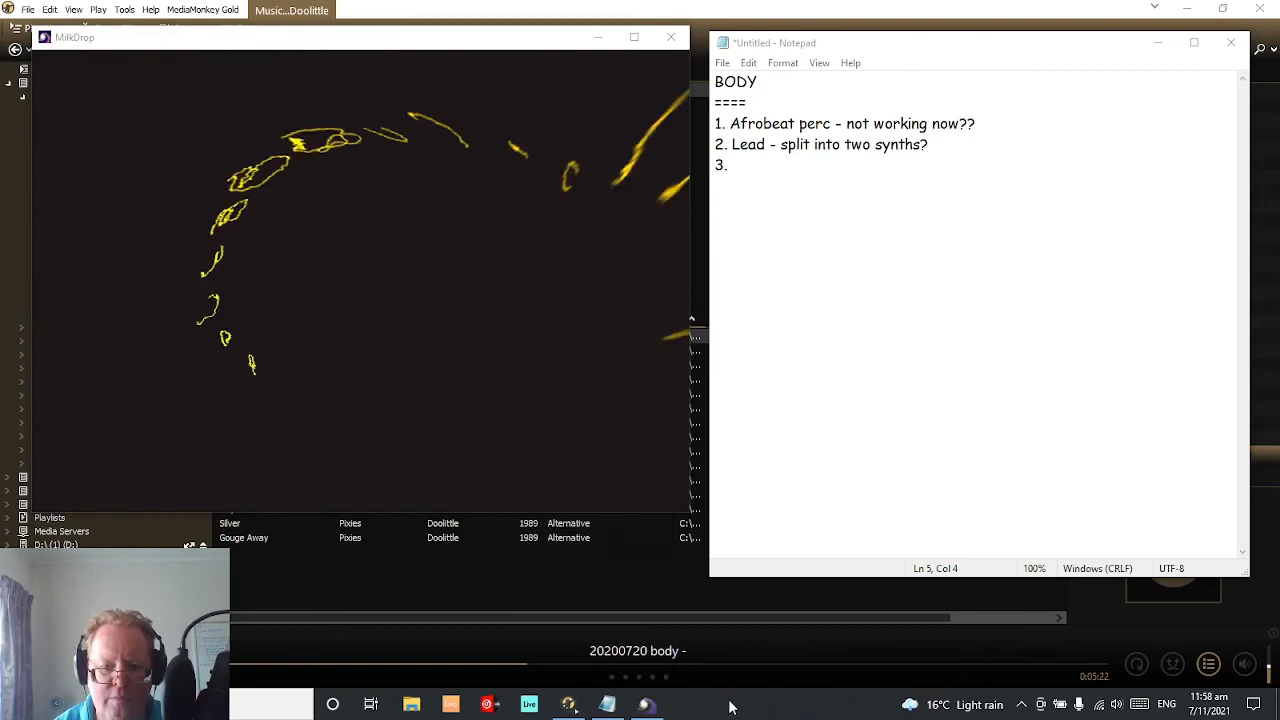 File Edit View Play Tools Help MediaMonkey Gold Music...Doolittle
MilkDrop
*Untitled - Notepad
File Edit Format View Help
BODY
====
1. Afrobeat perc - not working now??
2. Lead - split into two synths?
3.
Ln 5, Col 4 100% Windows (CRLF) UTF-8
Playlists
Media Servers
D:\ (1) (D:)
Silver Pixies Doolittle 1989 Alternative C:\...
Gouge Away Pixies Doolittle 1989 Alternative C:\...
20200720 body -
0:05:22
Live
Live
16°C Light rain ENG 11:58 am
7/11/2021